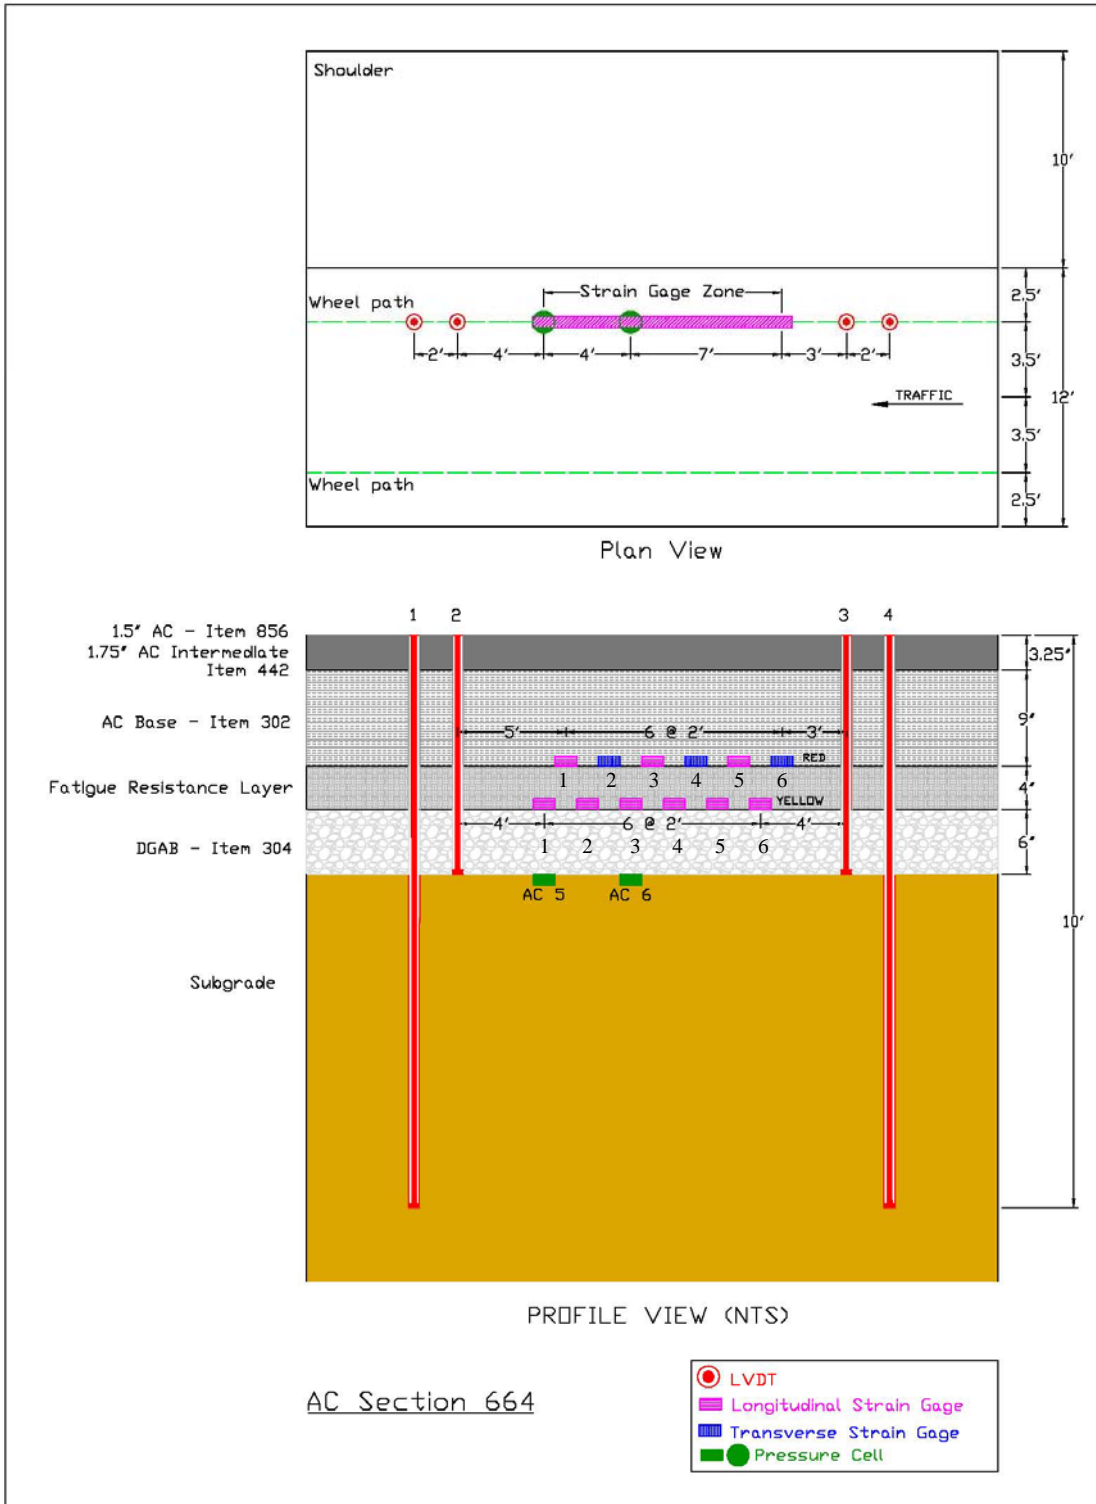 Shoulder
10'
Strain Gage Zone
2.5'
Wheel path
2'
4'
4'
7'
3'
2'
3.5'
TRAFFIC
12'
3.5'
Wheel path
2.5'
Plan View
1
2
3
4
1.5" AC - Item 856
1.75" AC Intermediate
Item 442
3.25"
AC Base - Item 302
9"
5'
6 @ 2'
3'
RED
1
2
3
4
5
6
Fatigue Resistance Layer
4"
YELLOW
4'
6 @ 2'
4'
DGAB - Item 304
6"
1
2
3
4
5
6
AC 5
AC 6
10'
Subgrade
PROFILE VIEW (NTS)
AC Section 664
LVDT
Longitudinal Strain Gage
Transverse Strain Gage
Pressure Cell